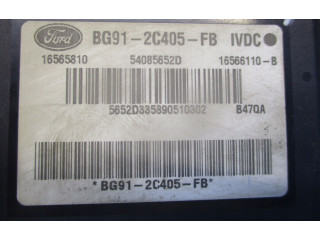 Ford BG91-2C405-FB IVDC
16565810 54085652D 16566110-B
5652D335890510302 B47QA
*BG91-2C405-FB*